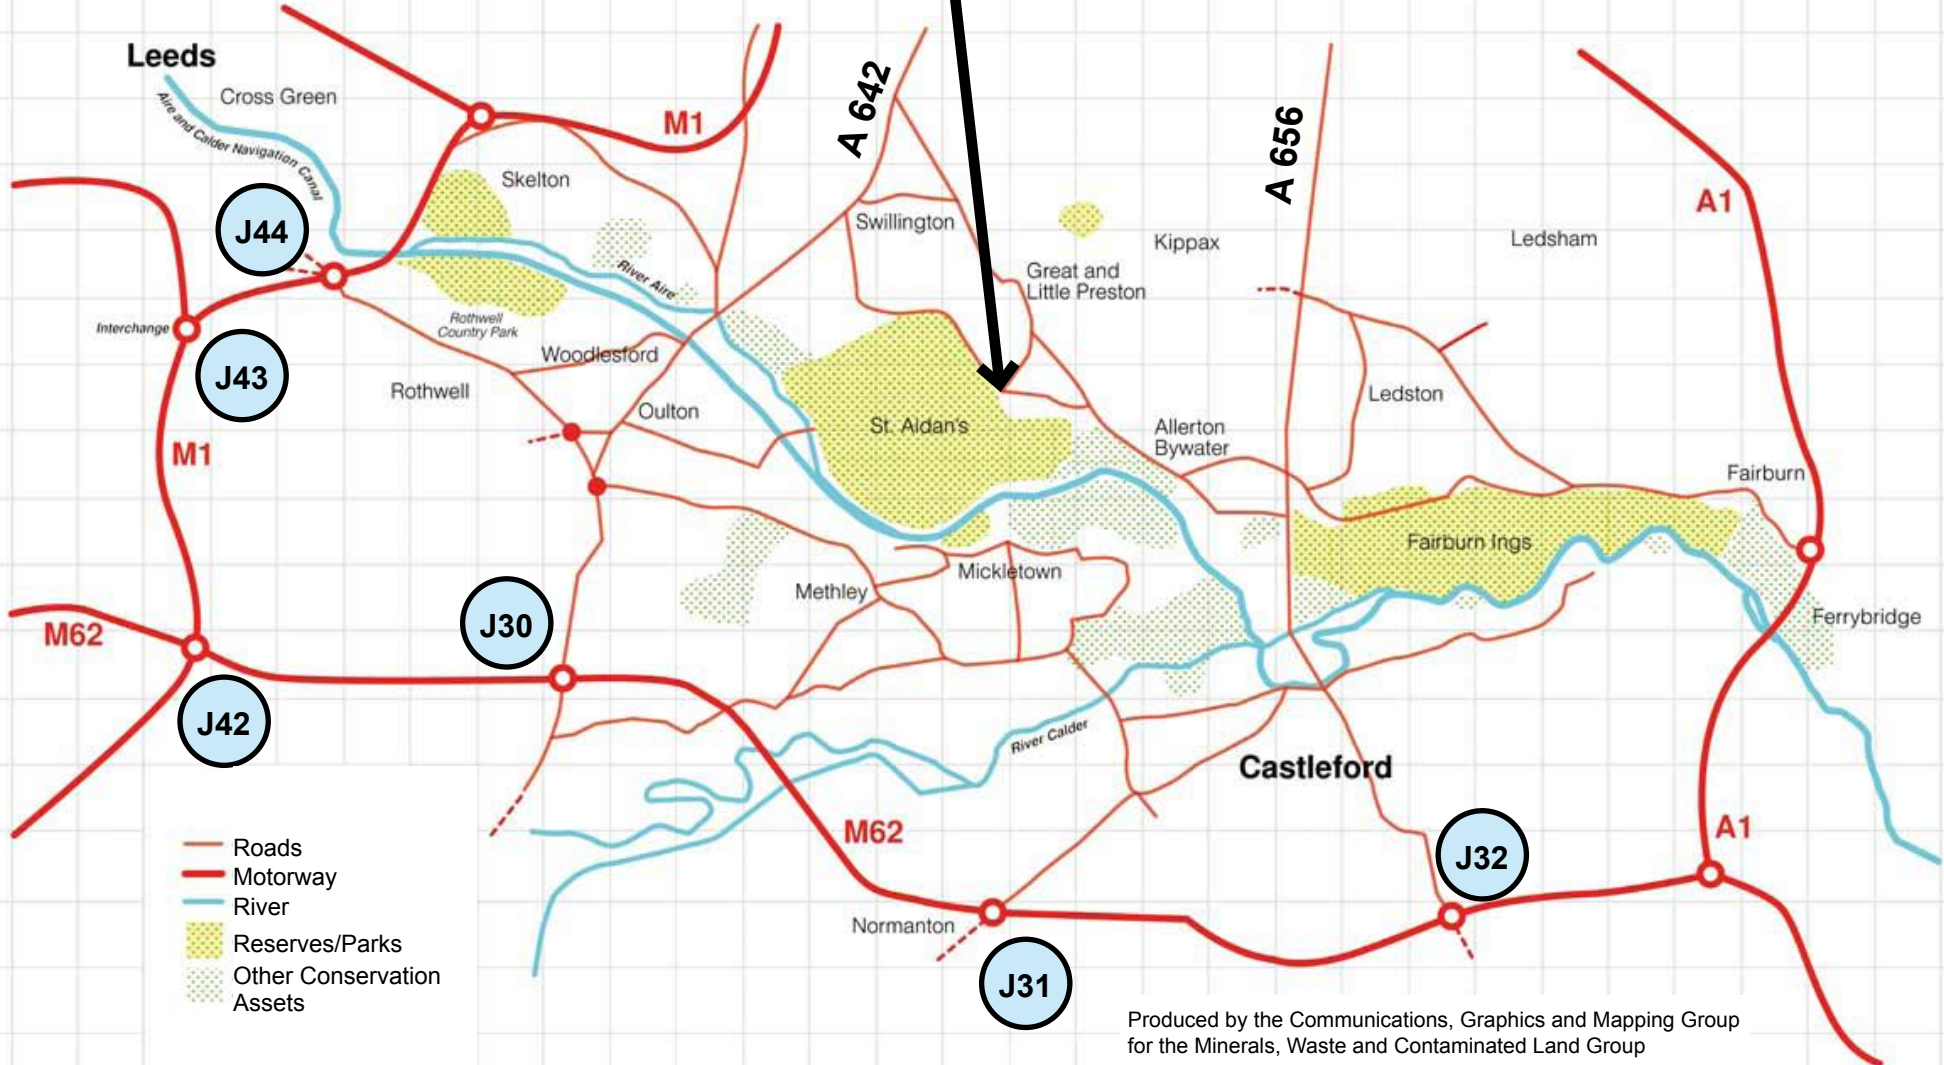 Leeds
Cross Green
Aire and Calder Navigation Canal
M1
A 642
A 656
A1
Skelton
J44
Swillington
Kippax
Ledsham
River Aire
Great and
Little Preston
Interchange
Rothwell
Country Park
Woodlesford
J43
Rothwell
Oulton
St. Aidan's
Ledston
Allerton
Bywater
M1
Fairburn
Fairburn Ings
Mickletown
Methley
J30
M62
Ferrybridge
J42
River Calder
Castleford
M62
A1
J32
Normanton
J31
Roads
Motorway
River
Reserves/Parks
Other Conservation
Assets
Produced by the Communications, Graphics and Mapping Group
for the Minerals, Waste and Contaminated Land Group